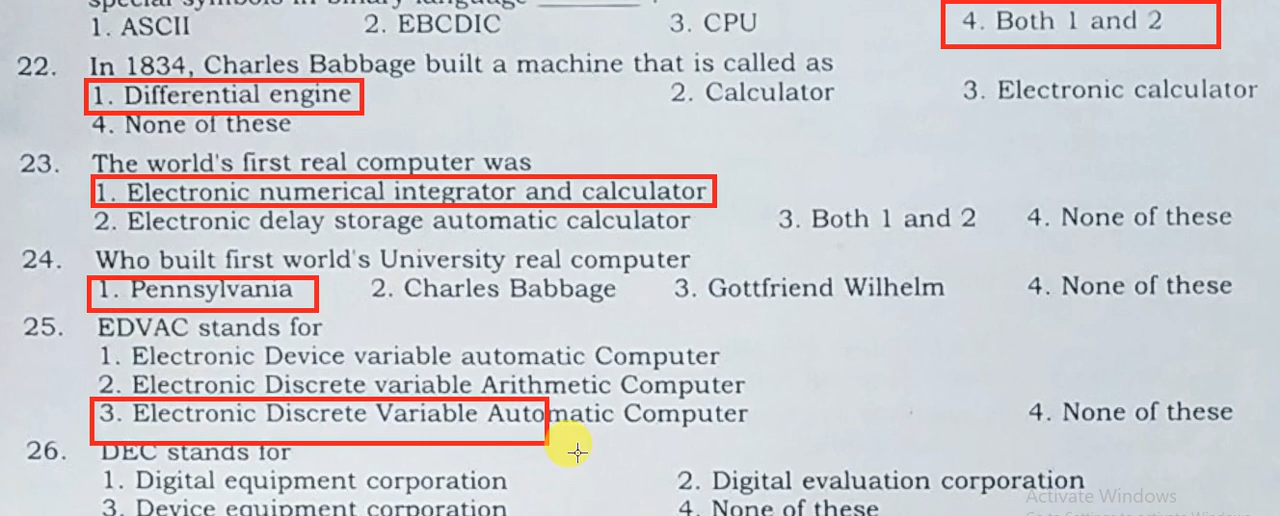 special symbols in binary language ________ .
1. ASCII 2. EBCDIC 3. CPU 4. Both 1 and 2
22. In 1834, Charles Babbage built a machine that is called as
1. Differential engine 2. Calculator 3. Electronic calculator
4. None of these
23. The world's first real computer was
1. Electronic numerical integrator and calculator
2. Electronic delay storage automatic calculator 3. Both 1 and 2 4. None of these
24. Who built first world's University real computer
1. Pennsylvania 2. Charles Babbage 3. Gottfriend Wilhelm 4. None of these
25. EDVAC stands for
1. Electronic Device variable automatic Computer
2. Electronic Discrete variable Arithmetic Computer
3. Electronic Discrete Variable Automatic Computer 4. None of these
26. DEC stands for
1. Digital equipment corporation 2. Digital evaluation corporation
Activate Windows
3. Device equipment corporation 4. None of these